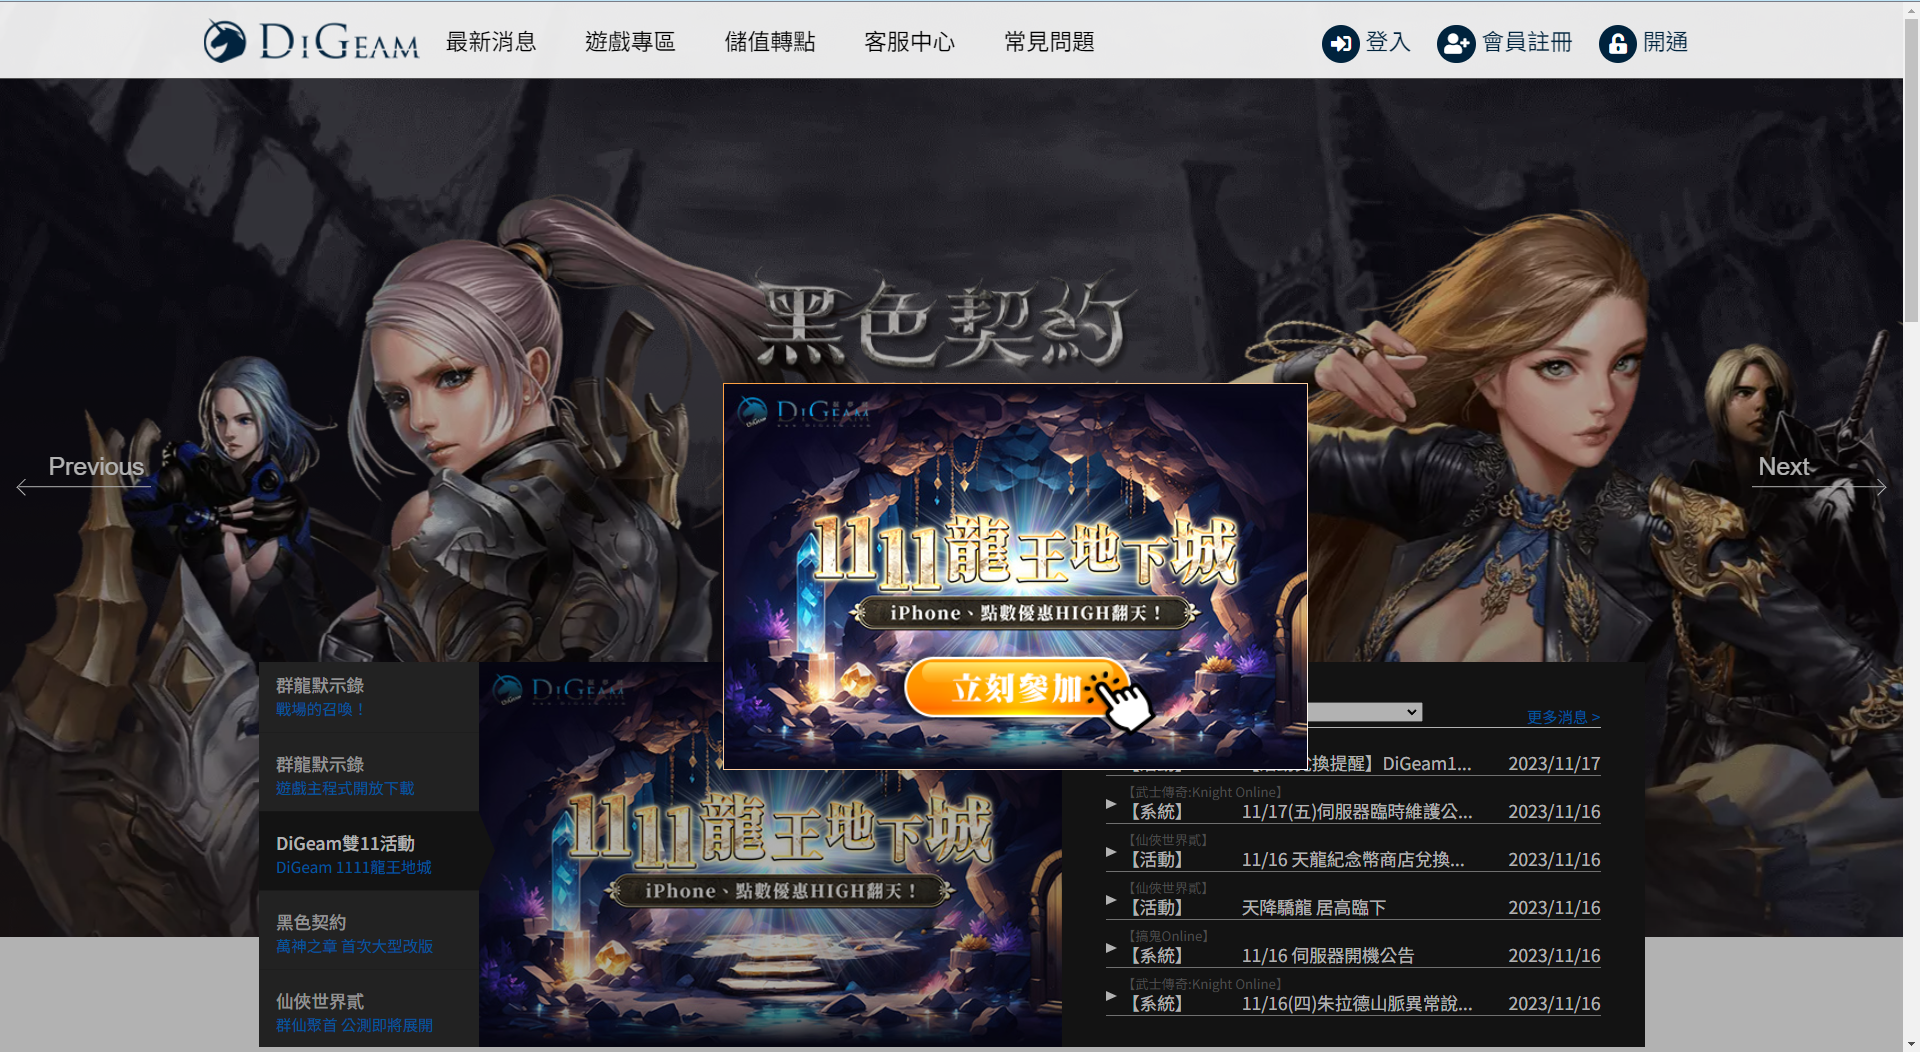 DIGEAM
最新消息
遊戲專區
儲值轉點
客服中心
常見問題
登入
會員註冊
開通
黑色契約
Previous
Next
DIGEAM
1111龍王地下城
iPhone、點數優惠HIGH翻天！
立刻參加
群龍默示錄
戰場的召喚！
群龍默示錄
遊戲主程式開放下載
DiGeam雙11活動
DiGeam 1111龍王地城
黑色契約
萬神之章 首次大型改版
仙俠世界貳
群仙聚首 公測即將展開
DIGEAM
1111龍王地下城
iPhone、點數優惠HIGH翻天！
更多消息 >
兌換提醒】DiGeam1... 2023/11/17
【武士傳奇:Knight Online】
【系統】 11/17(五)伺服器臨時維護公... 2023/11/16
【仙俠世界貳】
【活動】 11/16 天龍紀念幣商店兌換... 2023/11/16
【仙俠世界貳】
【活動】 天降驕龍 居高臨下 2023/11/16
【搞鬼Online】
【系統】 11/16 伺服器開機公告 2023/11/16
【武士傳奇:Knight Online】
【系統】 11/16(四)朱拉德山脈異常說... 2023/11/16